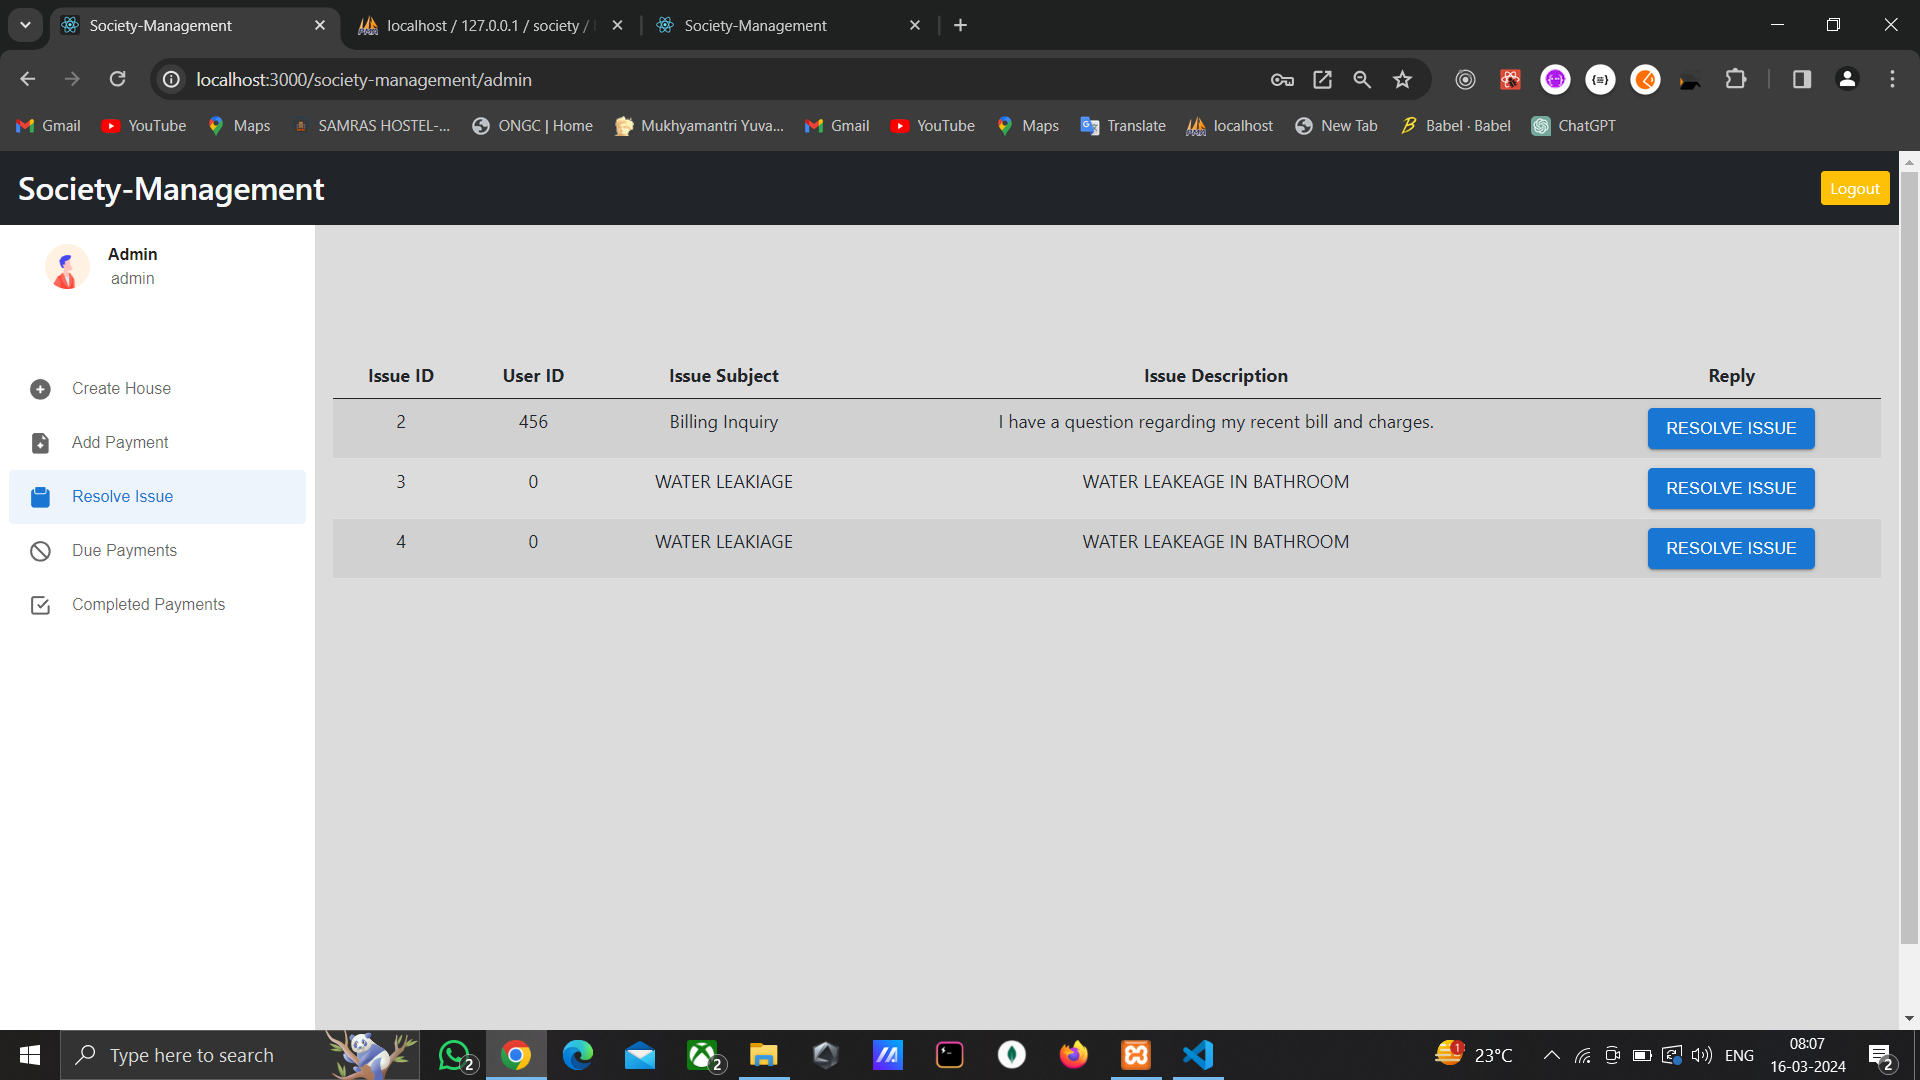 Society-Management
localhost / 127.0.0.1 / society /
Society-Management
localhost:3000/society-management/admin
Gmail
YouTube
Maps
SAMRAS HOSTEL-...
ONGC | Home
Mukhyamantri Yuva...
Gmail
YouTube
Maps
Translate
localhost
New Tab
Babel · Babel
ChatGPT
Society-Management
Logout
Admin
admin
Create House
Add Payment
Resolve Issue
Due Payments
Completed Payments
Issue ID User ID Issue Subject Issue Description Reply
2 456 Billing Inquiry I have a question regarding my recent bill and charges. RESOLVE ISSUE
3 0 WATER LEAKIAGE WATER LEAKEAGE IN BATHROOM RESOLVE ISSUE
4 0 WATER LEAKIAGE WATER LEAKEAGE IN BATHROOM RESOLVE ISSUE
Type here to search
2
2
1
23°C
ENG
08:07
16-03-2024
2